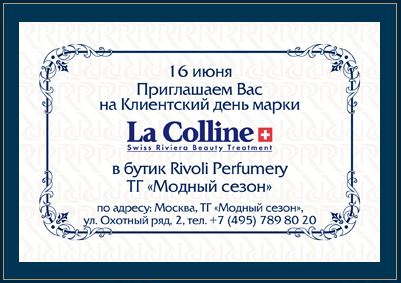 16 июня
Приглашаем Вас
на Клиентский день марки
La Colline
Swiss Riviera Beauty Treatment
в бутик Rivoli Perfumery
ТГ «Модный сезон»
по адресу: Москва, ТГ «Модный сезон»,
ул. Охотный ряд, 2, тел. +7 (495) 789 80 20